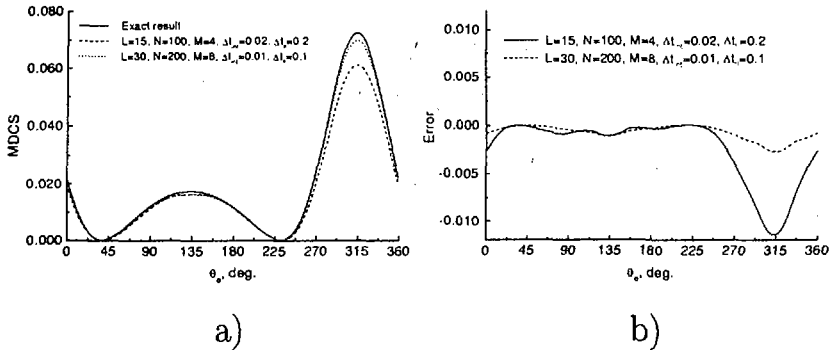 Exact result
L=15, N=100, M=4, Δt=0.02, Δt=0.2
L=30, N=200, M=8, Δt=0.01, Δt=0.1
0.080
0.060
0.040
0.020
0.000
MDCS
0 45 90 135 180 225 270 315 360
θe, deg.
a)
L=15, N=100, M=4, Δt=0.02, Δt=0.2
L=30, N=200, M=8, Δt=0.01, Δt=0.1
0.010
0.005
0.000
-0.005
-0.010
Error
0 45 90 135 180 225 270 315 360
θe, deg.
b)